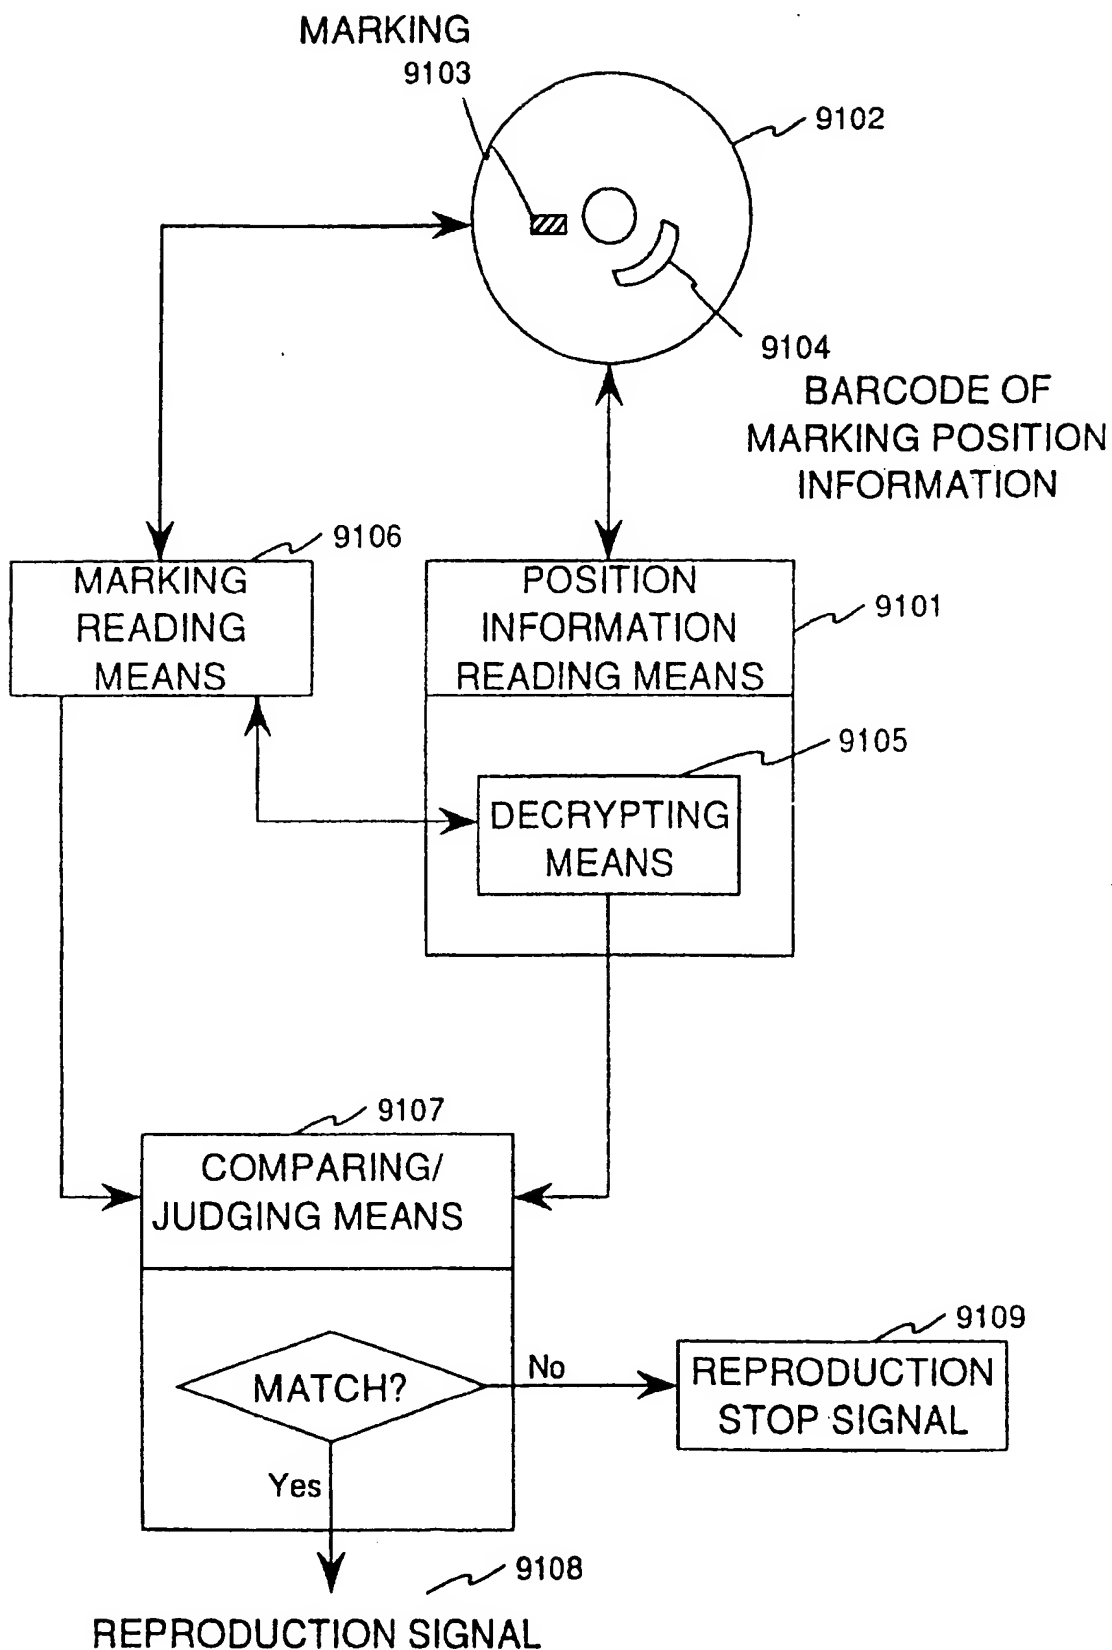 MARKING
9103
9102
9104
BARCODE OF
MARKING POSITION
INFORMATION
9106
MARKING
READING
MEANS
POSITION
INFORMATION
READING MEANS
9101
9105
DECRYPTING
MEANS
9107
COMPARING/
JUDGING MEANS
MATCH?
No
Yes
9109
REPRODUCTION
STOP SIGNAL
9108
REPRODUCTION SIGNAL